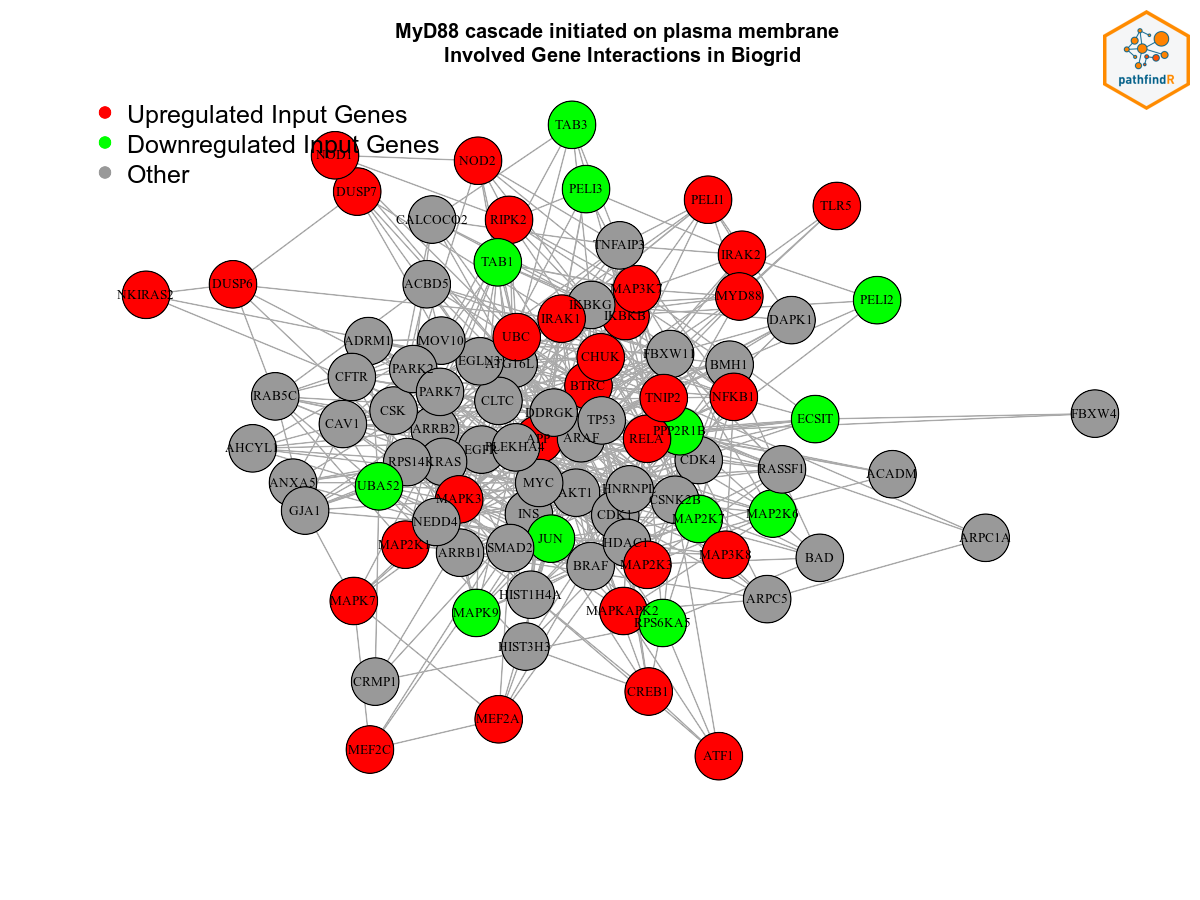 MyD88 cascade initiated on plasma membrane
Involved Gene Interactions in Biogrid
pathfindR
Upregulated Input Genes
Downregulated Input Genes
Other
TAB3
NOD1
NOD2
DUSP7
PELI3
PELI1
TLR5
CALCOCO2
RIPK2
TNFAIP3
IRAK2
TAB1
NKIRAS2
DUSP6
ACBD5
MAP3K7
MYD88
PELI2
IKBKG
IKBKB
IRAK1
DAPK1
ADRM1
MOV10
UBC
FBXW11
CHUK
EGLN3
PARK2
BMH1
CFTR
BTRC
PARK7
RAB5C
CLTC
TNIP2
NFKB1
CSK
DDRGK
TP53
ECSIT
FBXW4
CAV1
ARRB2
PPP2R1B
APP
ARAF
RELA
AHCYL1
PLEKHA4
EGFR
RPS14
KRAS
CDK4
RASSF1
ACADM
ANXA5
UBA52
MYC
AKT1
HNRNPL
MAPK3
CSNK2B
GJA1
INS
CDK1
MAP2K7
MAP2K6
NEDD4
JUN
HDAC1
ARPC1A
MAP2K1
ARRB1
SMAD2
MAP3K8
BAD
BRAF
MAP2K3
MAPK7
HIST1H4A
ARPC5
MAPK9
MAPKAPK2
RPS6KA5
HIST3H3
CRMP1
CREB1
MEF2A
MEF2C
ATF1